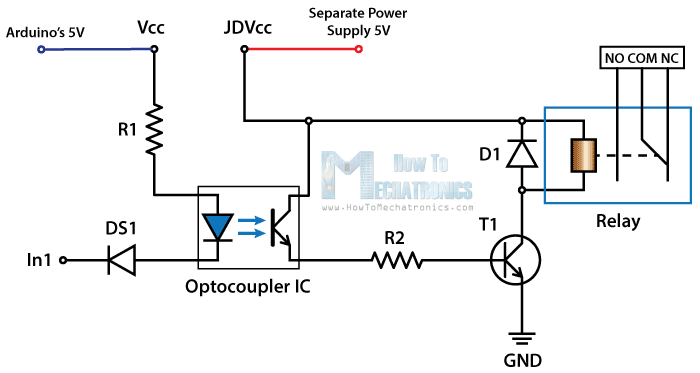 Arduino's 5V
Vcc
JDVcc
Separate Power
Supply 5V
NO COM NC
R1
D1
How To
MECHATRONICS
www.HowToMechatronics.com
Relay
DS1
T1
In1
R2
Optocoupler IC
GND